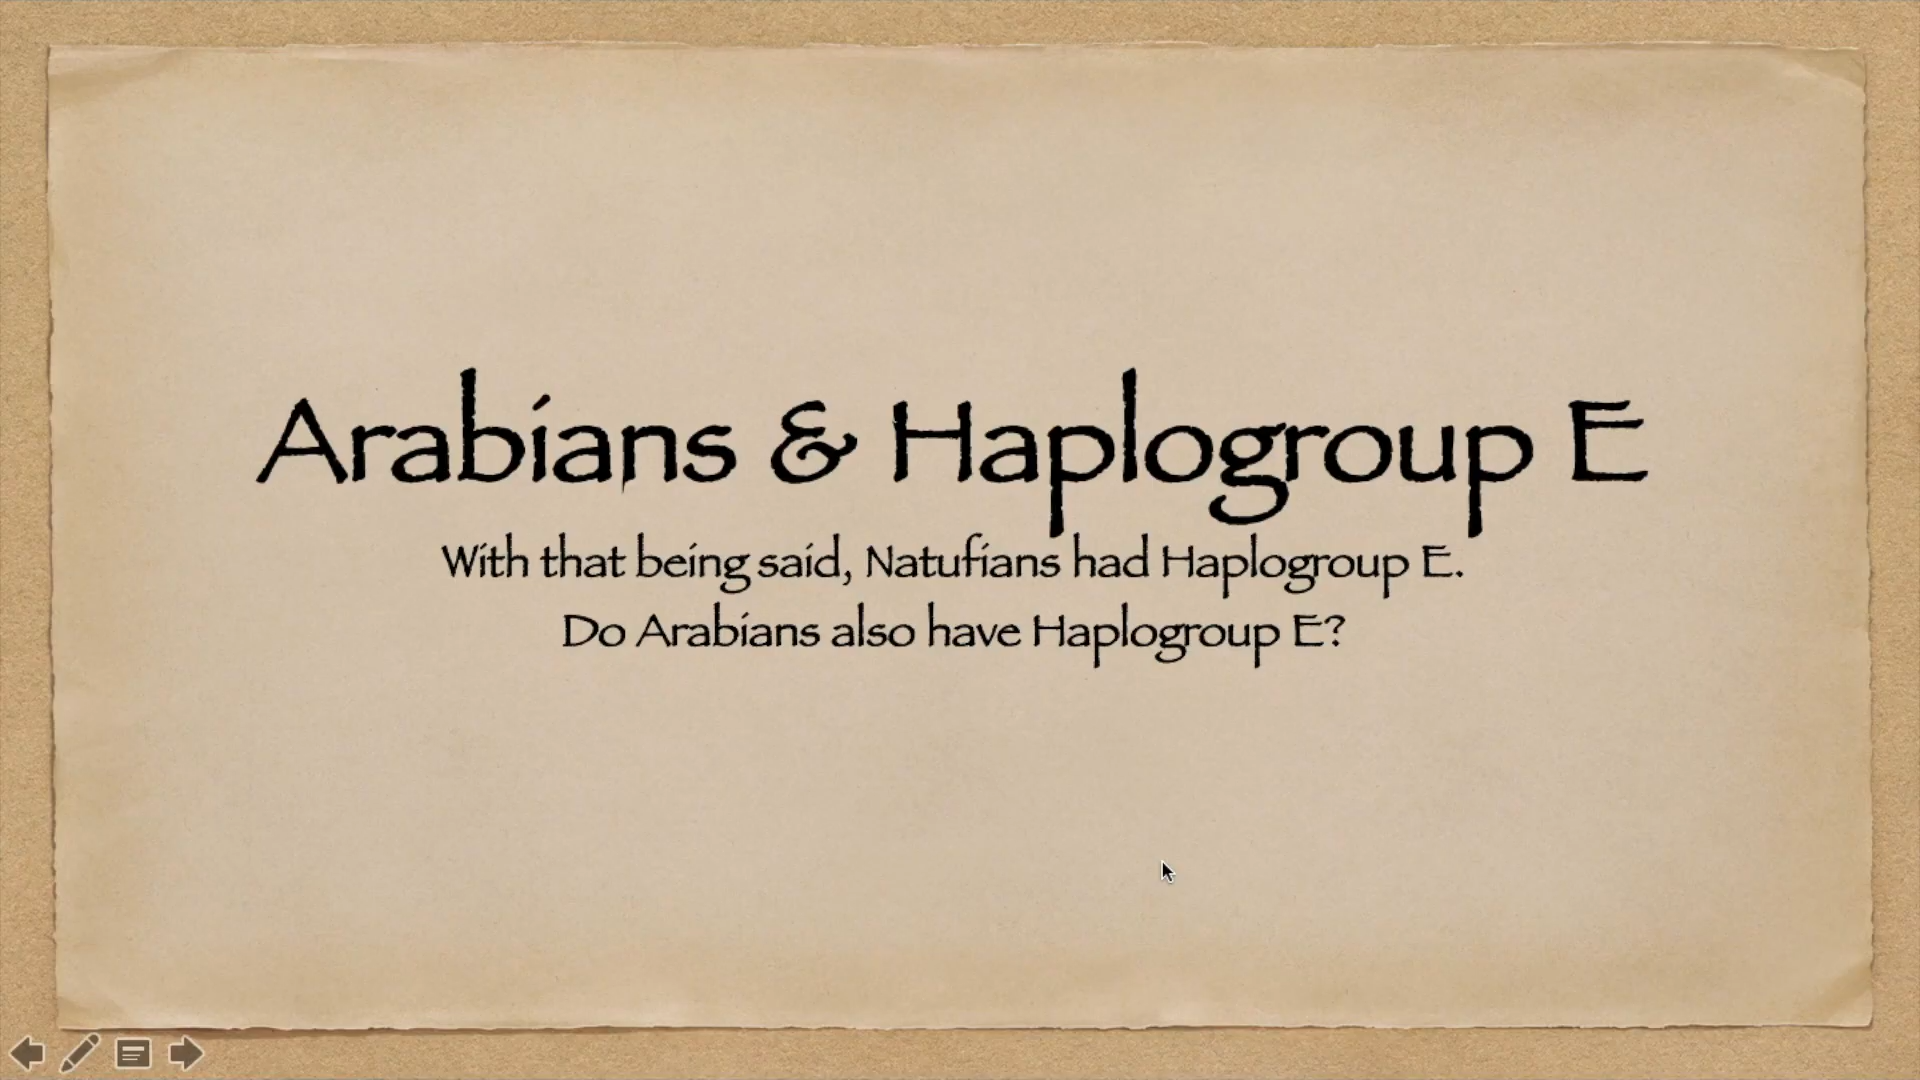 Arabians & Haplogroup E
With that being said, Natufians had Haplogroup E.
Do Arabians also have Haplogroup E?